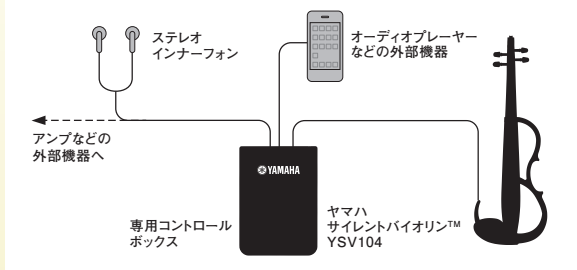 ステレオ
インナーフォン
オーディオプレーヤー
などの外部機器
アンプなどの
外部機器へ
YAMAHA
専用コントロール
ボックス
ヤマハ
サイレントバイオリン™
YSV104